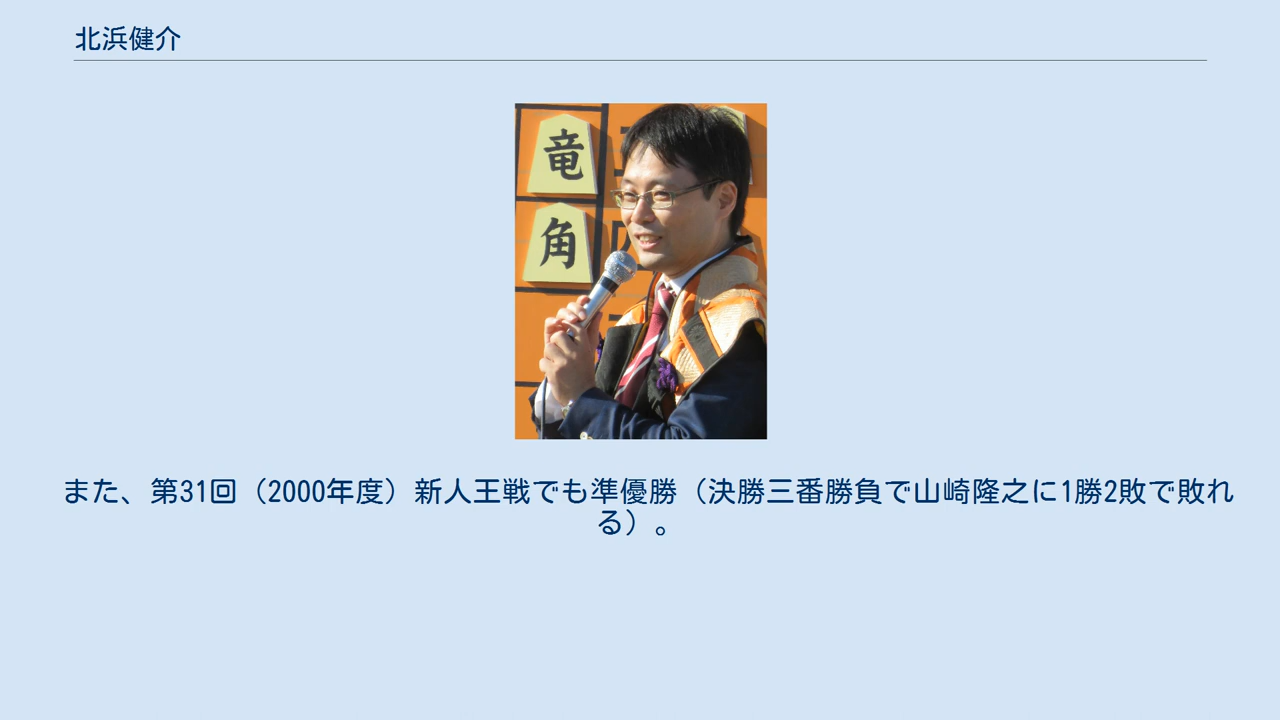 北浜健介
竜
角
また、第31回（2000年度）新人王戦でも準優勝（決勝三番勝負で山崎隆之に1勝2敗で敗れ
る）。